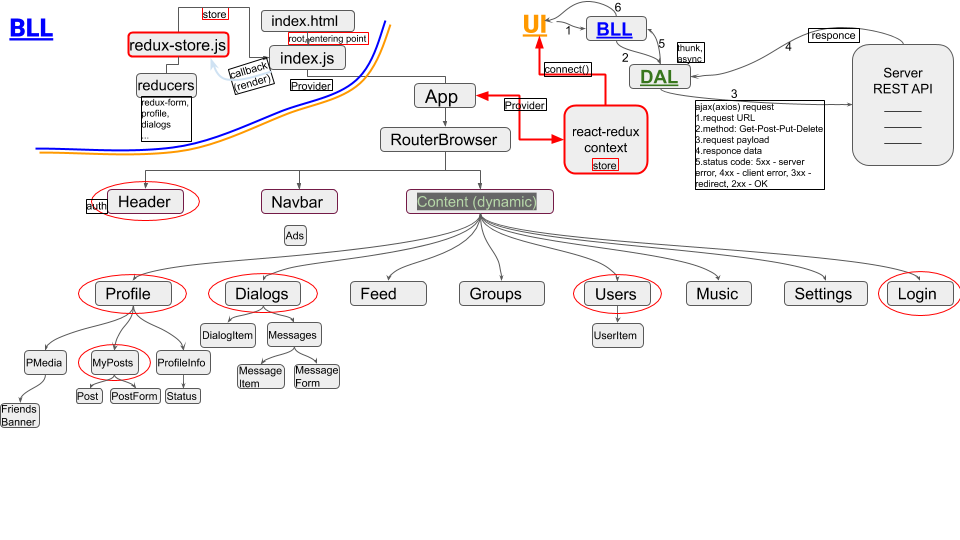 BLL
store
redux-store.js
reducers
redux-form,
profile,
dialogs
...
index.html
root, entering point
index.js
callback
(render)
Provider
App
Provider
RouterBrowser
UI
1
6
BLL
5
2
DAL
thunk,
async
connect()
react-redux
context
store
4
responce
3
ajax(axios) request
1.request URL
2.method: Get-Post-Put-Delete
3.request payload
4.responce data
5.status code: 5xx - server
error, 4xx - client error, 3xx -
redirect, 2xx - OK
Server
REST API
auth
Header
Navbar
Content (dynamic)
Ads
Profile
Dialogs
Feed
Groups
Users
Music
Settings
Login
DialogItem
Messages
UserItem
PMedia
MyPosts
ProfileInfo
Message
Item
Message
Form
Post
PostForm
Status
Friends
Banner